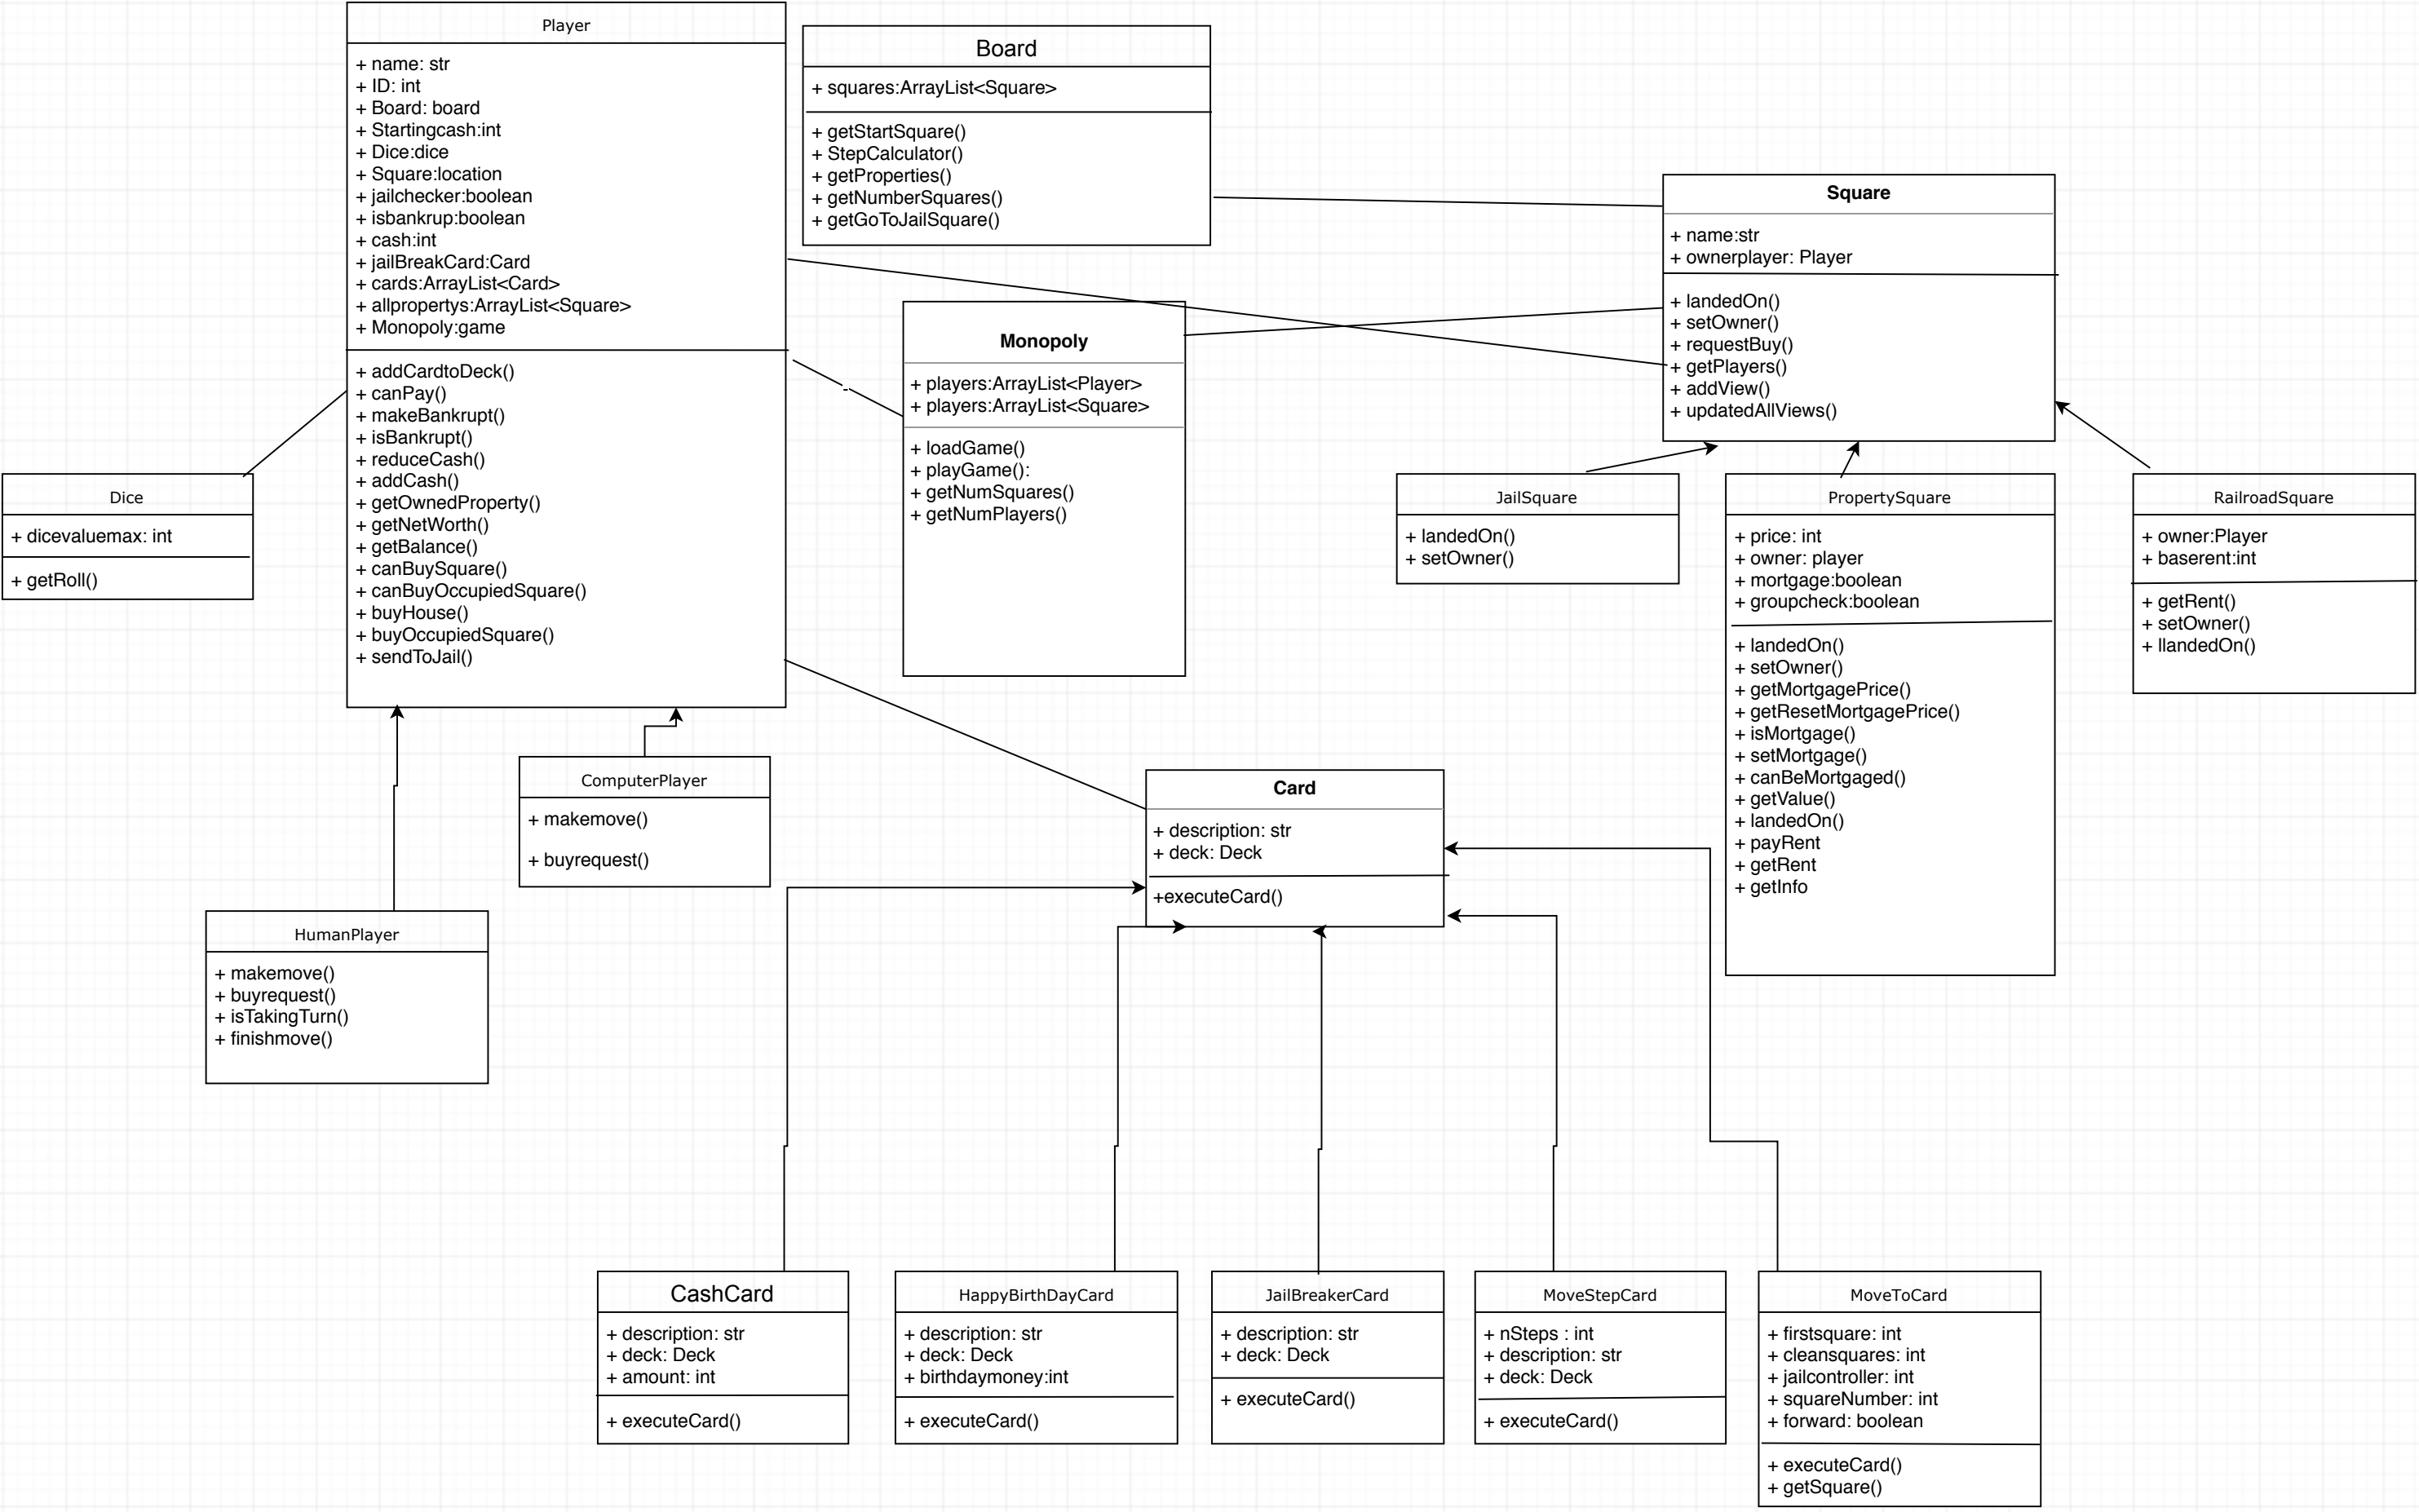 Player
+ name: str
+ ID: int
+ Board: board
+ Startingcash:int
+ Dice:dice
+ Square:location
+ jailchecker:boolean
+ isbankrup:boolean
+ cash:int
+ jailBreakCard:Card
+ cards:ArrayList<Card>
+ allpropertys:ArrayList<Square>
+ Monopoly:game
+ addCardtoDeck()
+ canPay()
+ makeBankrupt()
+ isBankrupt()
+ reduceCash()
+ addCash()
+ getOwnedProperty()
+ getNetWorth()
+ getBalance()
+ canBuySquare()
+ canBuyOccupiedSquare()
+ buyHouse()
+ buyOccupiedSquare()
+ sendToJail()
Board
+ squares:ArrayList<Square>
+ getStartSquare()
+ StepCalculator()
+ getProperties()
+ getNumberSquares()
+ getGoToJailSquare()
Square
+ name:str
+ ownerplayer: Player
+ landedOn()
+ setOwner()
+ requestBuy()
+ getPlayers()
+ addView()
+ updatedAllViews()
Monopoly
+ players:ArrayList<Player>
+ players:ArrayList<Square>
+ loadGame()
+ playGame():
+ getNumSquares()
+ getNumPlayers()
-
Dice
+ dicevaluemax: int
+ getRoll()
JailSquare
+ landedOn()
+ setOwner()
PropertySquare
+ price: int
+ owner: player
+ mortgage:boolean
+ groupcheck:boolean
+ landedOn()
+ setOwner()
+ getMortgagePrice()
+ getResetMortgagePrice()
+ isMortgage()
+ setMortgage()
+ canBeMortgaged()
+ getValue()
+ landedOn()
+ payRent
+ getRent
+ getInfo
RailroadSquare
+ owner:Player
+ baserent:int
+ getRent()
+ setOwner()
+ llandedOn()
ComputerPlayer
+ makemove()
+ buyrequest()
HumanPlayer
+ makemove()
+ buyrequest()
+ isTakingTurn()
+ finishmove()
Card
+ description: str
+ deck: Deck
+executeCard()
CashCard
+ description: str
+ deck: Deck
+ amount: int
+ executeCard()
HappyBirthDayCard
+ description: str
+ deck: Deck
+ birthdaymoney:int
+ executeCard()
JailBreakerCard
+ description: str
+ deck: Deck
+ executeCard()
MoveStepCard
+ nSteps : int
+ description: str
+ deck: Deck
+ executeCard()
MoveToCard
+ firstsquare: int
+ cleansquares: int
+ jailcontroller: int
+ squareNumber: int
+ forward: boolean
+ executeCard()
+ getSquare()